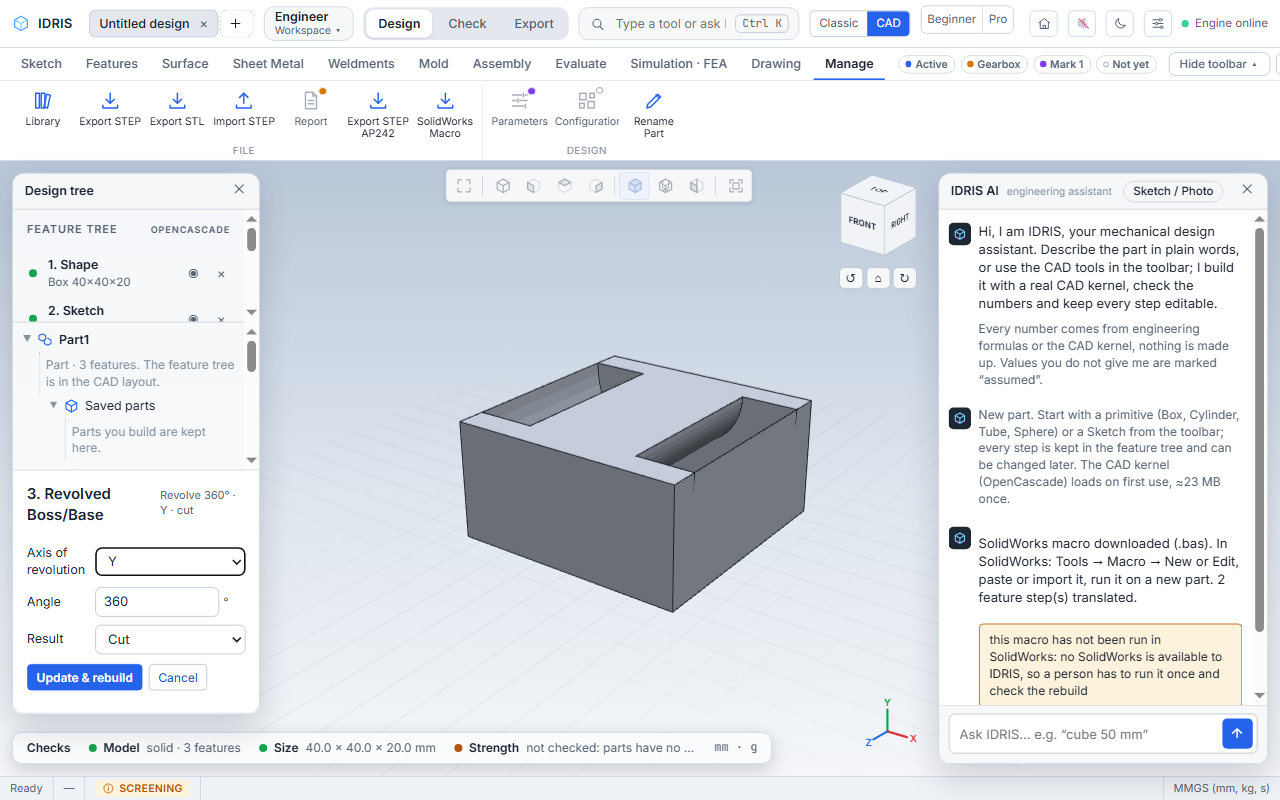 IDRIS
Untitled design ×
+
Engineer
Workspace ▾
Design Check Export
Type a tool or ask I Ctrl K
Classic CAD
Beginner Pro
Engine online
Sketch Features Surface Sheet Metal Weldments Mold Assembly Evaluate Simulation · FEA Drawing Manage
Active Gearbox Mark 1 Not yet Hide toolbar ▴
Library
Export STEP
Export STL
Import STEP
Report
Export STEP
AP242
SolidWorks
Macro
Parameters
Configuration
Rename
Part
FILE
DESIGN
Design tree
FEATURE TREE OPENCASCADE
1. Shape
Box 40×40×20
2. Sketch
Part1
Part · 3 features. The feature tree
is in the CAD layout.
Saved parts
Parts you build are kept
here.
3. Revolved
Boss/Base
Revolve 360° ·
Y · cut
Axis of
revolution
Y
Angle 360 °
Result Cut
Update & rebuild Cancel
TOP
FRONT
RIGHT
IDRIS AI engineering assistant Sketch / Photo
Hi, I am IDRIS, your mechanical design
assistant. Describe the part in plain words,
or use the CAD tools in the toolbar; I build
it with a real CAD kernel, check the
numbers and keep every step editable.
Every number comes from engineering
formulas or the CAD kernel, nothing is made
up. Values you do not give me are marked
“assumed”.
New part. Start with a primitive (Box, Cylinder,
Tube, Sphere) or a Sketch from the toolbar;
every step is kept in the feature tree and can
be changed later. The CAD kernel
(OpenCascade) loads on first use, ≈23 MB
once.
SolidWorks macro downloaded (.bas). In
SolidWorks: Tools → Macro → New or Edit,
paste or import it, run it on a new part. 2
feature step(s) translated.
this macro has not been run in
SolidWorks: no SolidWorks is available to
IDRIS, so a person has to run it once and
check the rebuild
Ask IDRIS... e.g. “cube 50 mm”
Y
X
Z
Checks Model solid · 3 features Size 40.0 × 40.0 × 20.0 mm Strength not checked: parts have no ... mm · g
Ready — SCREENING MMGS (mm, kg, s)